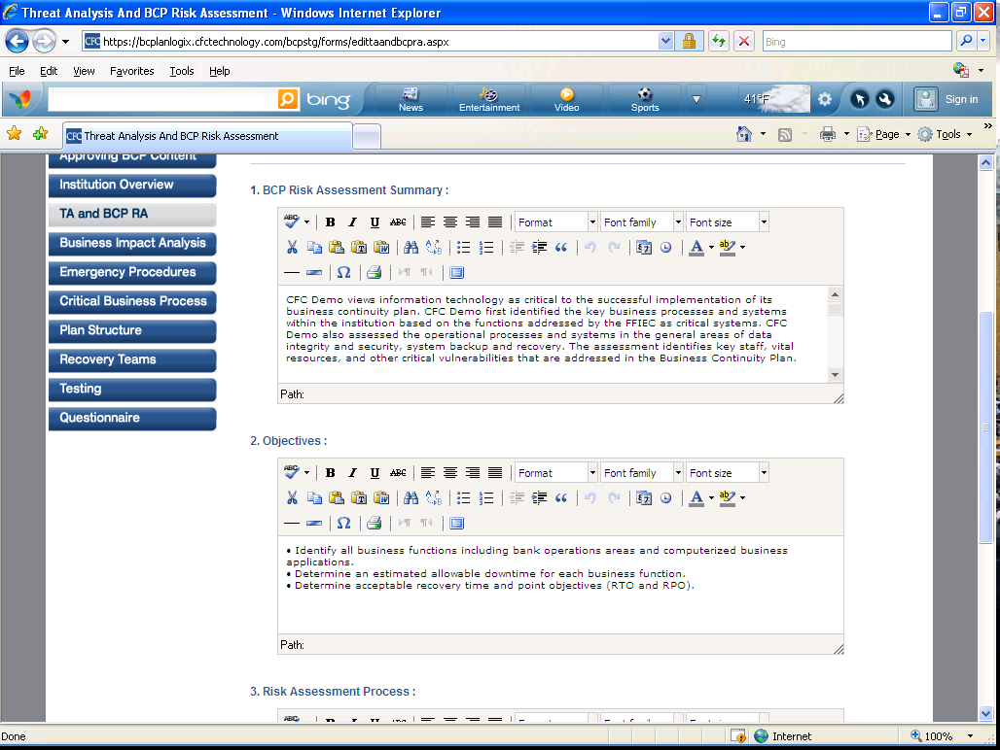 Threat Analysis And BCP Risk Assessment - Windows Internet Explorer
CFC https://bcplanlogix.cfctechnology.com/bcpstg/forms/edittaandbcpra.aspx Bing
File Edit View Favorites Tools Help
bing News Entertainment Video Sports 41°F Sign in
CFC Threat Analysis And BCP Risk Assessment Page Tools »
Approving BCP Content
Institution Overview
TA and BCP RA
Business Impact Analysis
Emergency Procedures
Critical Business Process
Plan Structure
Recovery Teams
Testing
Questionnaire
1. BCP Risk Assessment Summary :
ABC B I U ABC Format Font family Font size
A ab
Ω
CFC Demo views information technology as critical to the successful implementation of its
business continuity plan. CFC Demo first identified the key business processes and systems
within the institution based on the functions addressed by the FFIEC as critical systems. CFC
Demo also assessed the operational processes and systems in the general areas of data
integrity and security, system backup and recovery. The assessment identifies key staff, vital
resources, and other critical vulnerabilities that are addressed in the Business Continuity Plan.
Path:
2. Objectives :
ABC B I U ABC Format Font family Font size
A ab
Ω
• Identify all business functions including bank operations areas and computerized business
applications.
• Determine an estimated allowable downtime for each business function.
• Determine acceptable recovery time and point objectives (RTO and RPO).
Path:
3. Risk Assessment Process :
Done Internet 100%